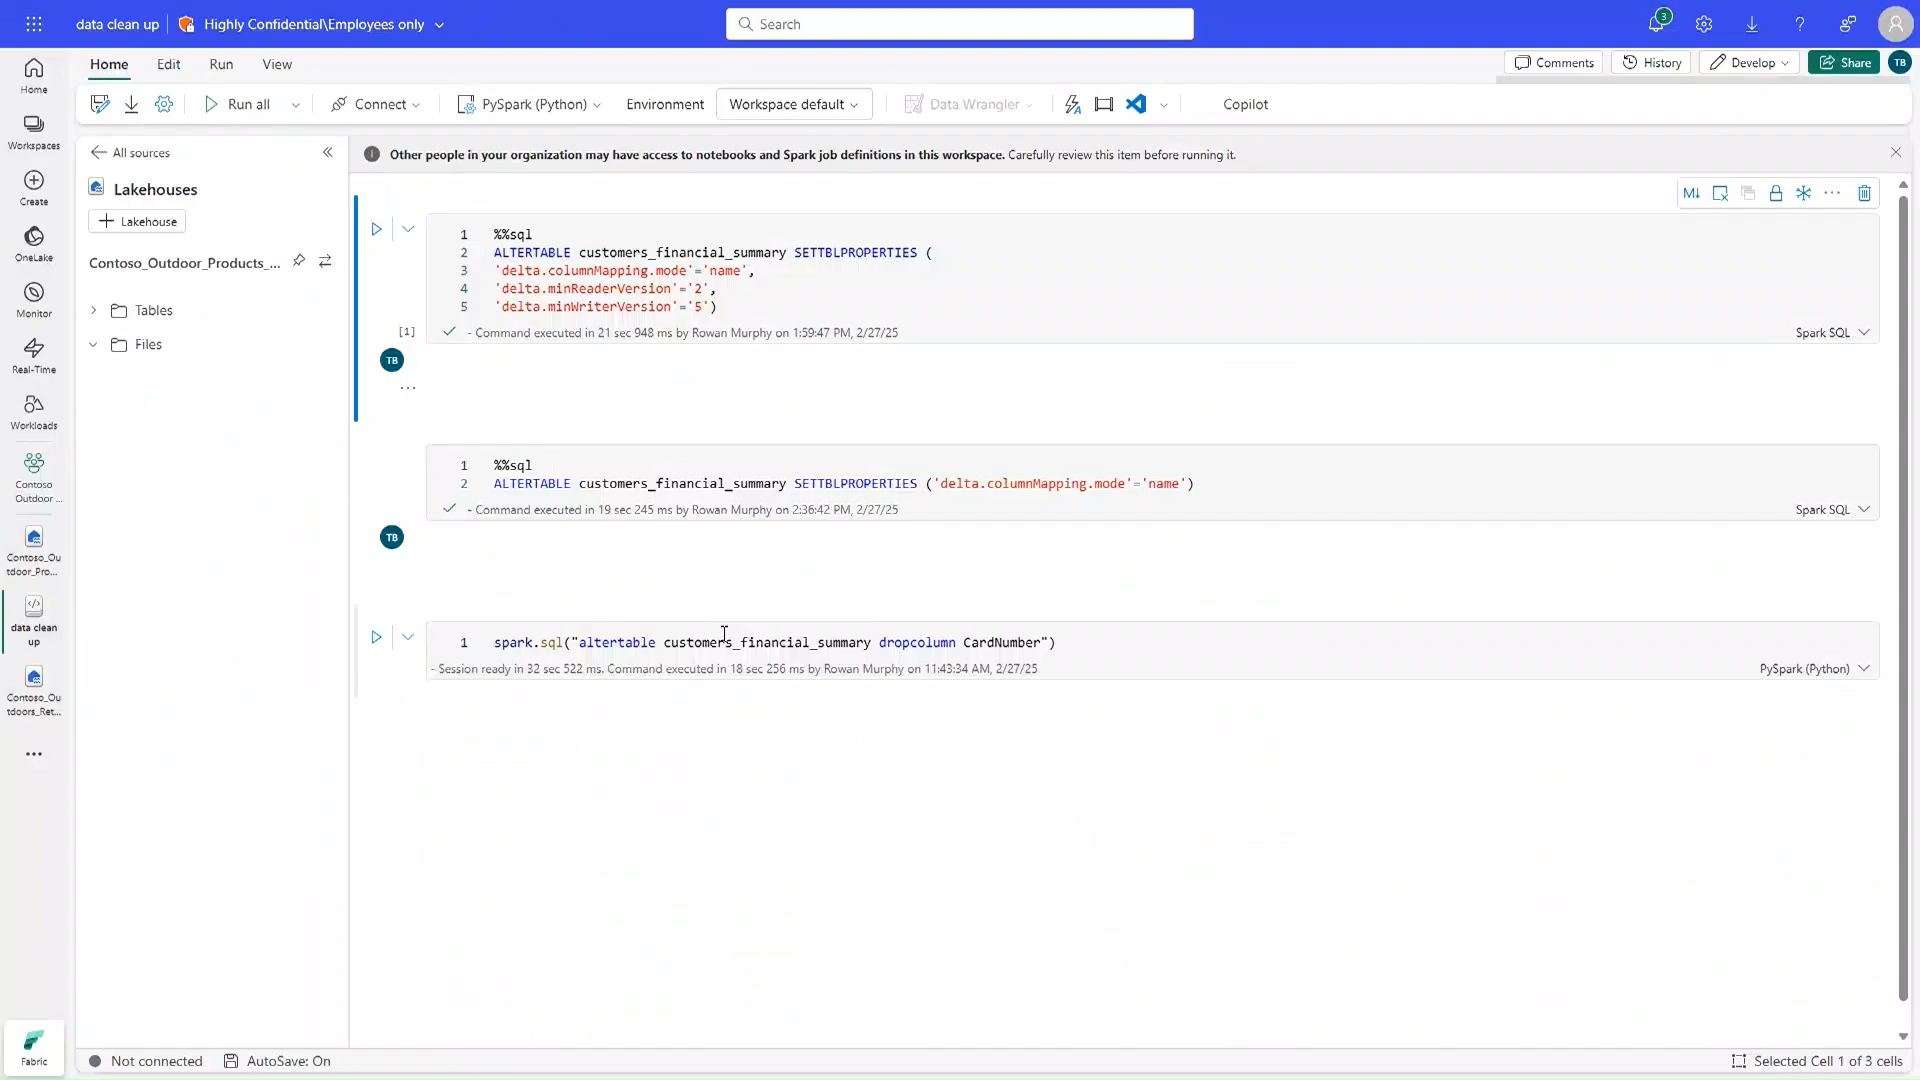 data clean up
Highly Confidential\Employees only
Search
3
Home
Edit
Run
View
Comments
History
Develop
Share
TB
Run all
Connect
PySpark (Python)
Environment
Workspace default
Data Wrangler
Copilot
Home
Workspaces
Create
OneLake
Monitor
Real-Time
Workloads
Contoso
Outdoor ...
Contoso_Ou
tdoor_Pro...
data clean
up
Contoso_Ou
tdoors_Ret...
Fabric
All sources
Lakehouses
Lakehouse
Contoso_Outdoor_Products_...
Tables
Files
Other people in your organization may have access to notebooks and Spark job definitions in this workspace. Carefully review this item before running it.
M↓
1 %%sql
2 ALTERTABLE customers_financial_summary SETTBLPROPERTIES (
3 'delta.columnMapping.mode'='name',
4 'delta.minReaderVersion'='2',
5 'delta.minWriterVersion'='5')
[1]
- Command executed in 21 sec 948 ms by Rowan Murphy on 1:59:47 PM, 2/27/25
Spark SQL
TB
1 %%sql
2 ALTERTABLE customers_financial_summary SETTBLPROPERTIES ('delta.columnMapping.mode'='name')
- Command executed in 19 sec 245 ms by Rowan Murphy on 2:36:42 PM, 2/27/25
Spark SQL
TB
1 spark.sql("altertable customers_financial_summary dropcolumn CardNumber")
- Session ready in 32 sec 522 ms. Command executed in 18 sec 256 ms by Rowan Murphy on 11:43:34 AM, 2/27/25
PySpark (Python)
Not connected
AutoSave: On
Selected Cell 1 of 3 cells